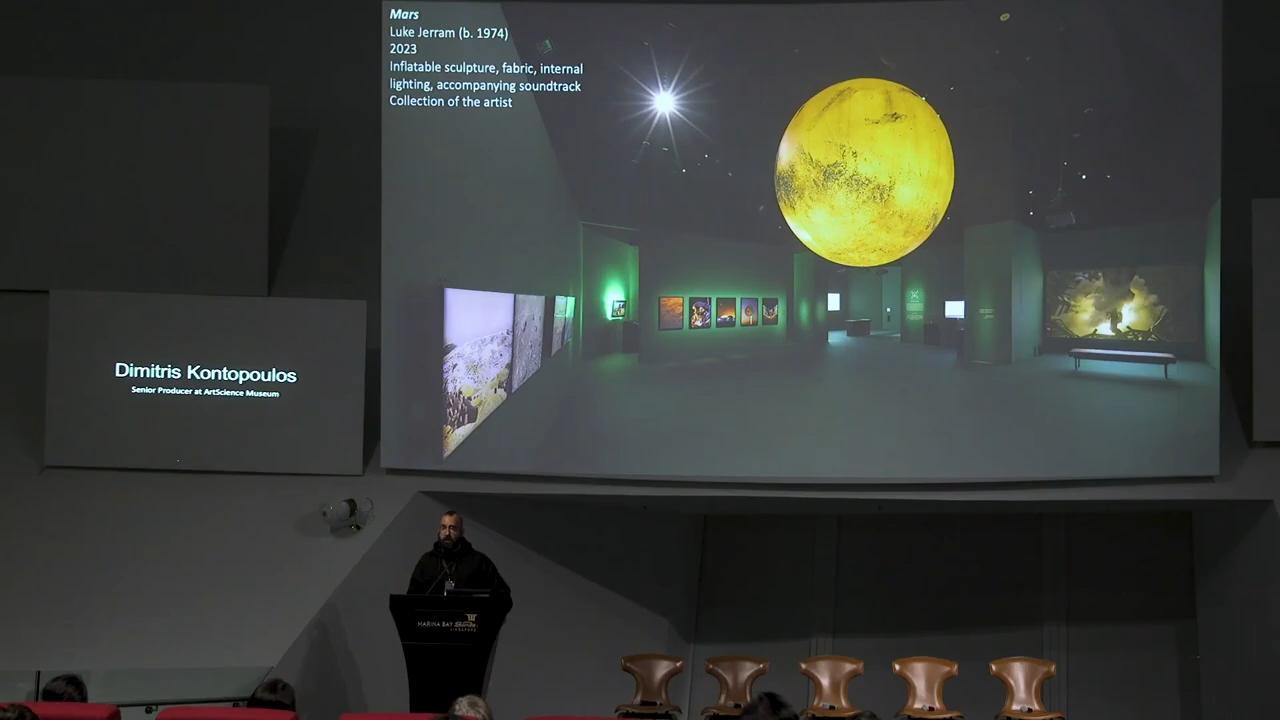 Mars
Luke Jerram (b. 1974)
2023
Inflatable sculpture, fabric, internal
lighting, accompanying soundtrack
Collection of the artist
Dimitris Kontopoulos
Senior Producer at ArtScience Museum
MARINA BAY Sands
SINGAPORE